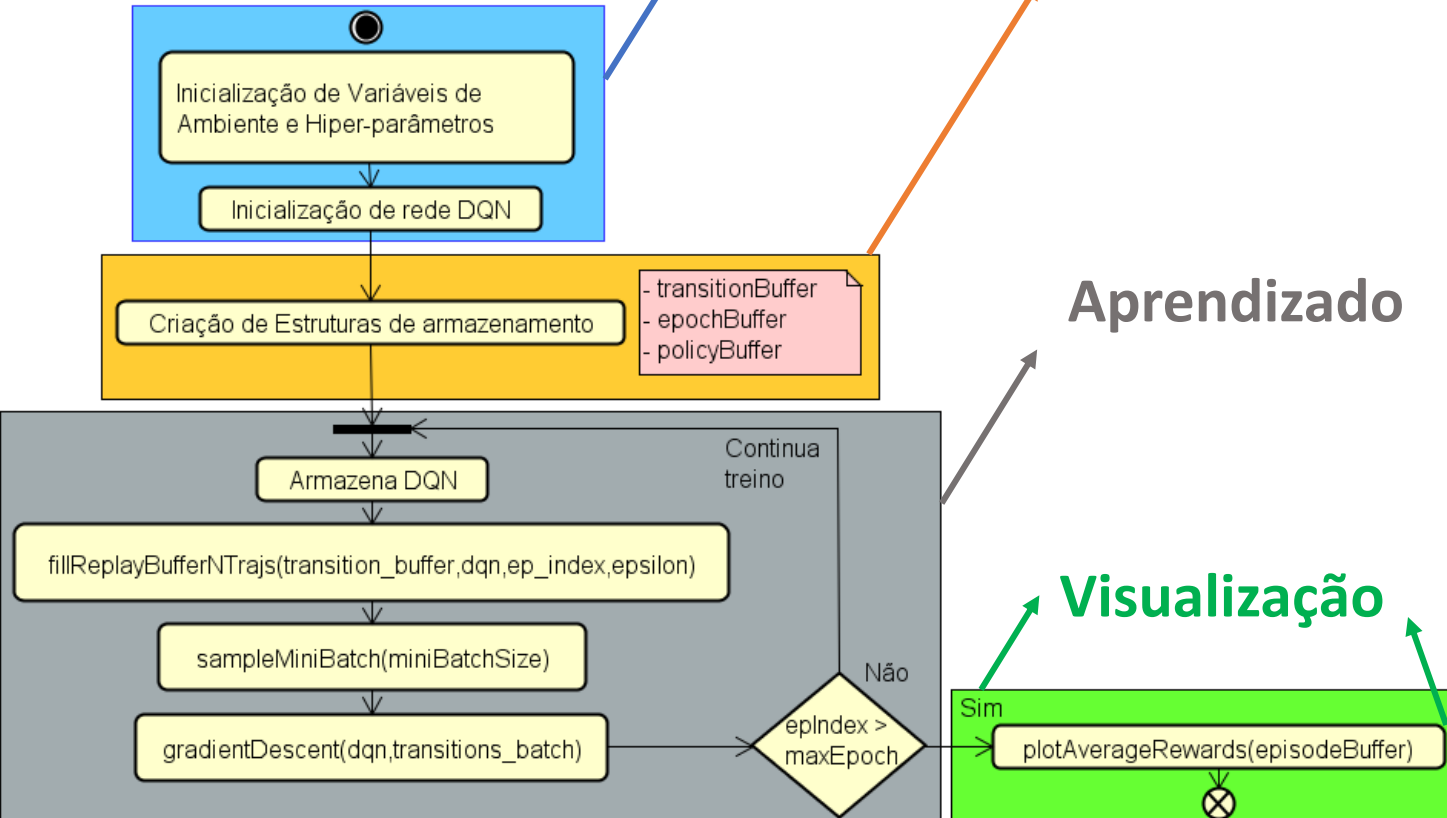 Inicialização de Variáveis de
Ambiente e Hiper-parâmetros
Inicialização de rede DQN
Criação de Estruturas de armazenamento
- transitionBuffer
- epochBuffer
- policyBuffer
Aprendizado
Continua
treino
Armazena DQN
fillReplayBufferNTrajs(transition_buffer,dqn,ep_index,epsilon)
Visualização
sampleMiniBatch(miniBatchSize)
Não
Sim
gradientDescent(dqn,transitions_batch)
epIndex >
maxEpoch
plotAverageRewards(episodeBuffer)